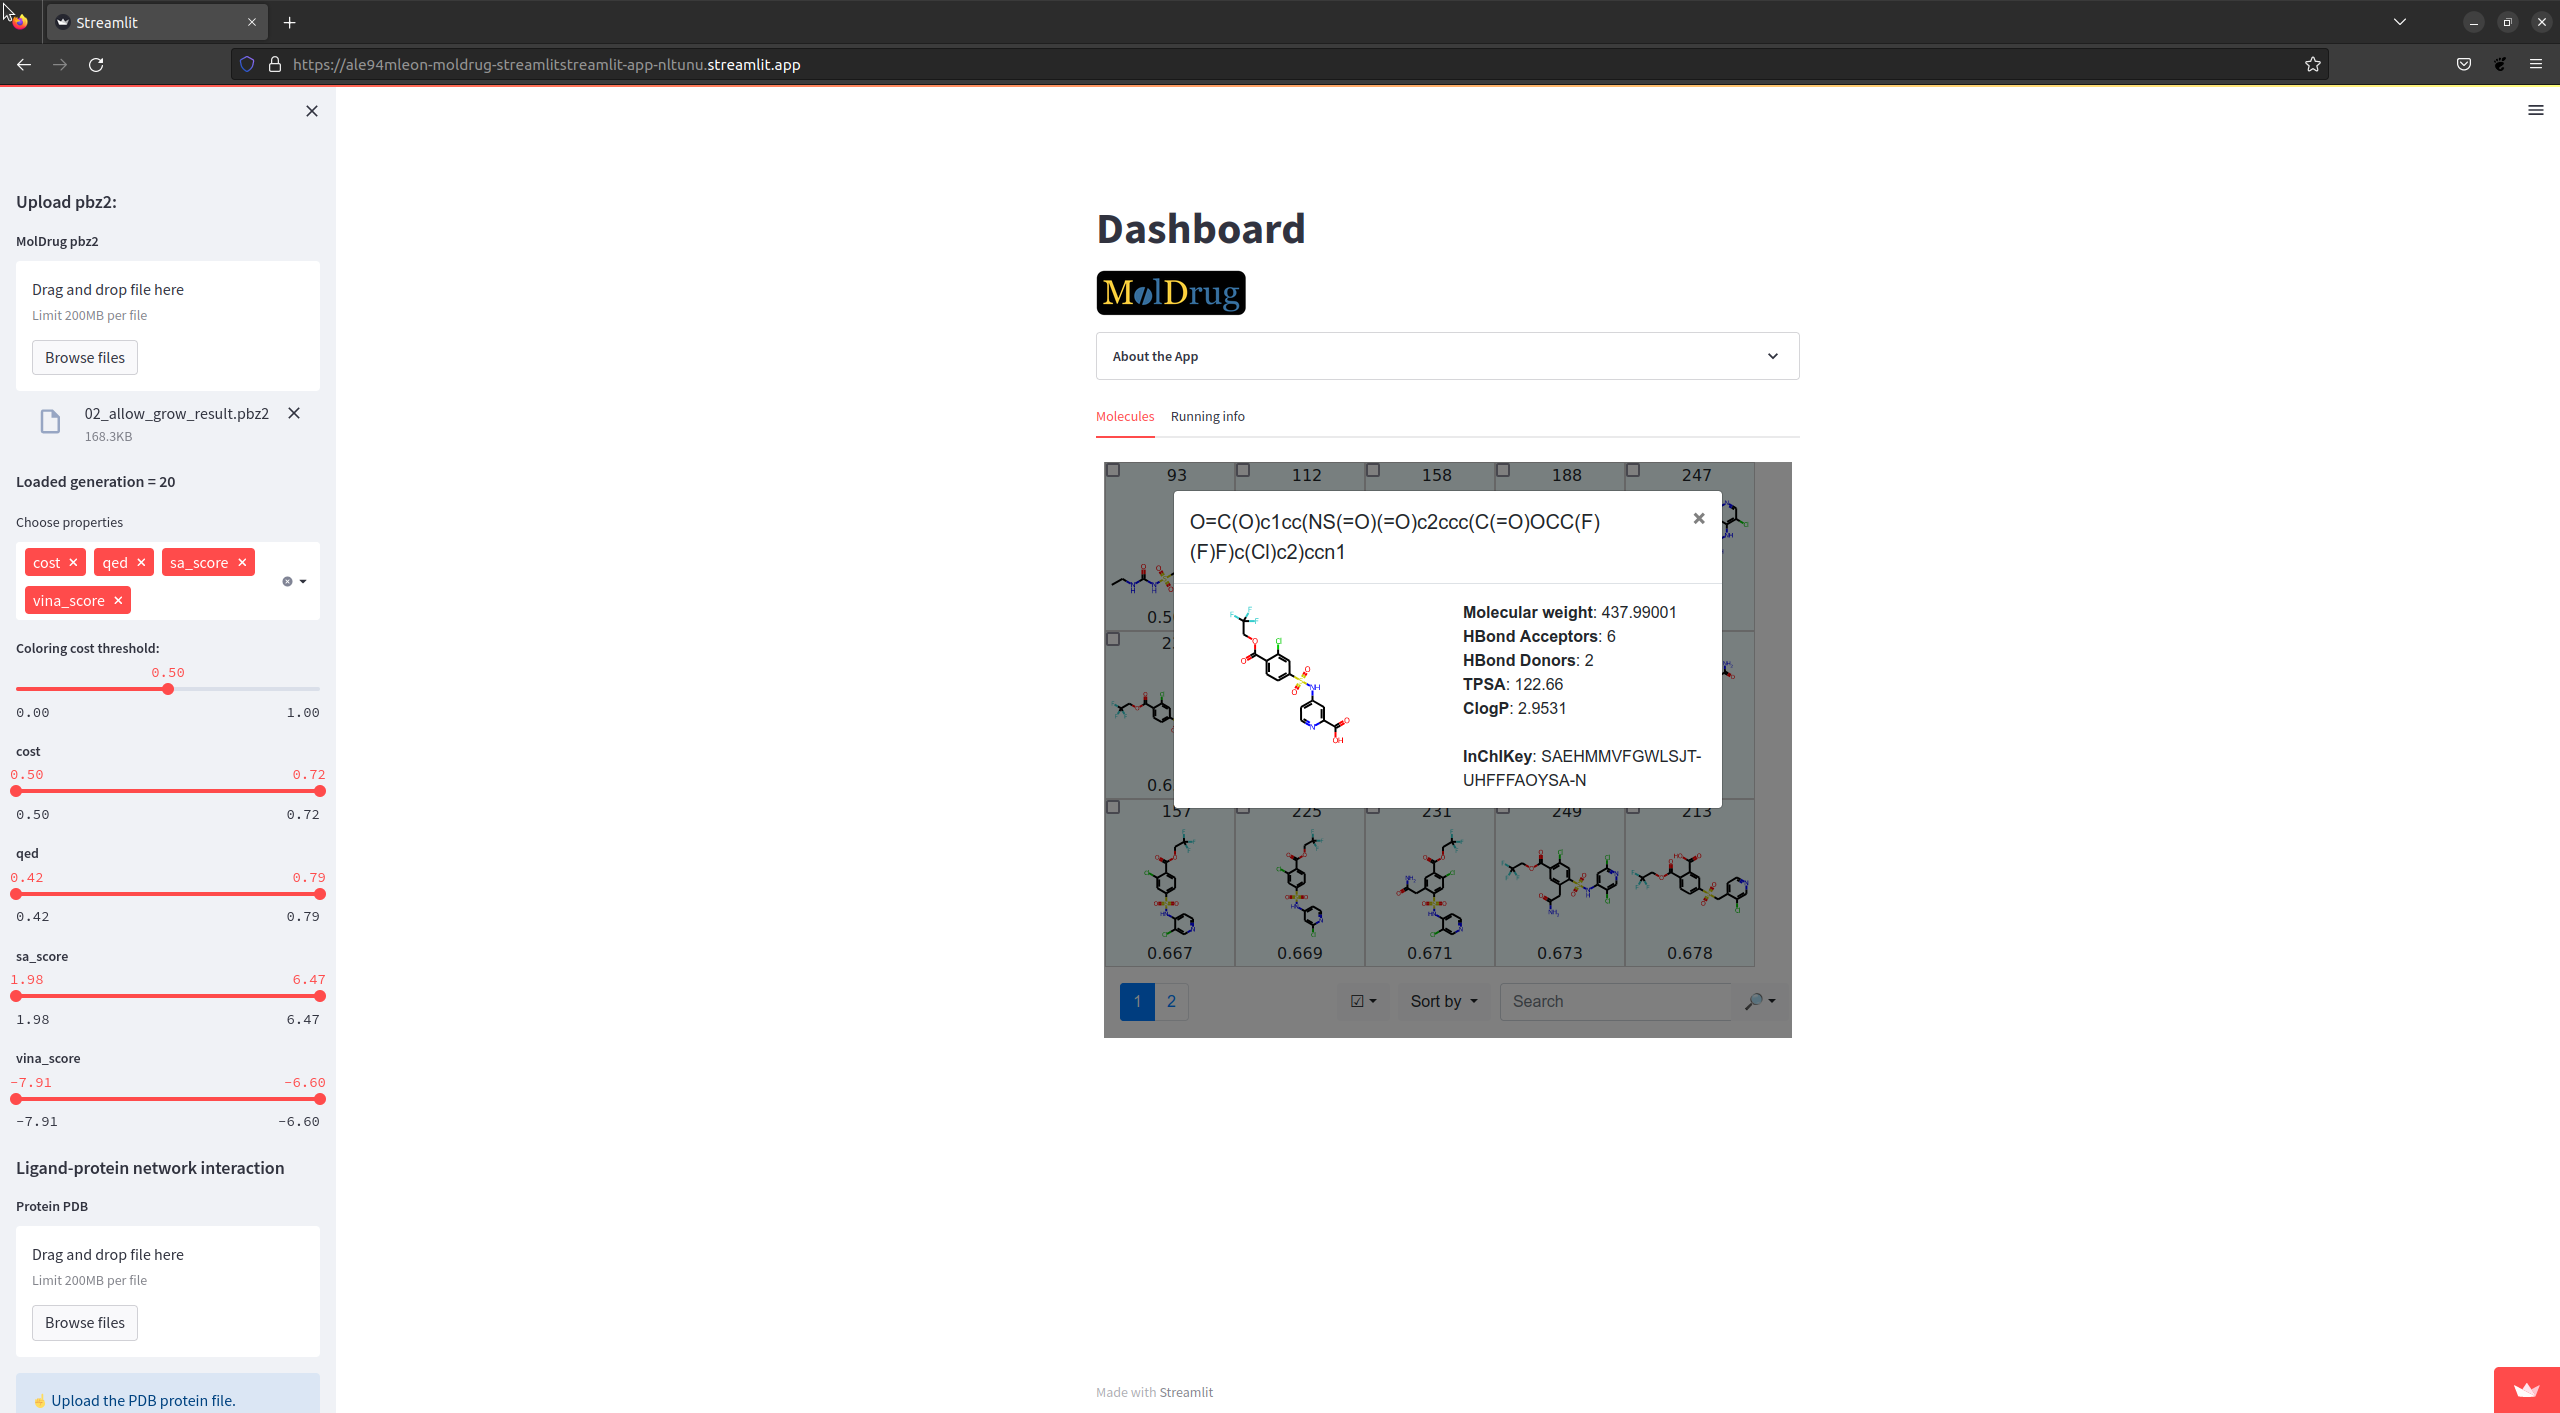 Streamlit
https://ale94mleon-moldrug-streamlitstreamlit-app-nltunu.streamlit.app
Upload pbz2:
MolDrug pbz2
Drag and drop file here
Limit 200MB per file
Browse files
02_allow_grow_result.pbz2
168.3KB
Loaded generation = 20
Choose properties
cost
qed
sa_score
vina_score
Coloring cost threshold:
0.50
0.00 1.00
cost
0.50 0.72
0.50 0.72
qed
0.42 0.79
0.42 0.79
sa_score
1.98 6.47
1.98 6.47
vina_score
-7.91 -6.60
-7.91 -6.60
Ligand-protein network interaction
Protein PDB
Drag and drop file here
Limit 200MB per file
Browse files
Upload the PDB protein file.
Dashboard
MolDrug
About the App
Molecules Running info
93 112 158 188 247
O=C(O)c1cc(NS(=O)(=O)c2ccc(C(=O)OCC(F)
(F)F)c(Cl)c2)ccn1
Molecular weight: 437.99001
HBond Acceptors: 6
HBond Donors: 2
TPSA: 122.66
ClogP: 2.9531
InChIKey: SAEHMMVFGWLSJT-
UHFFFAOYSA-N
157 225 231 249 213
0.667 0.669 0.671 0.673 0.678
1 2
Sort by
Search
Made with Streamlit